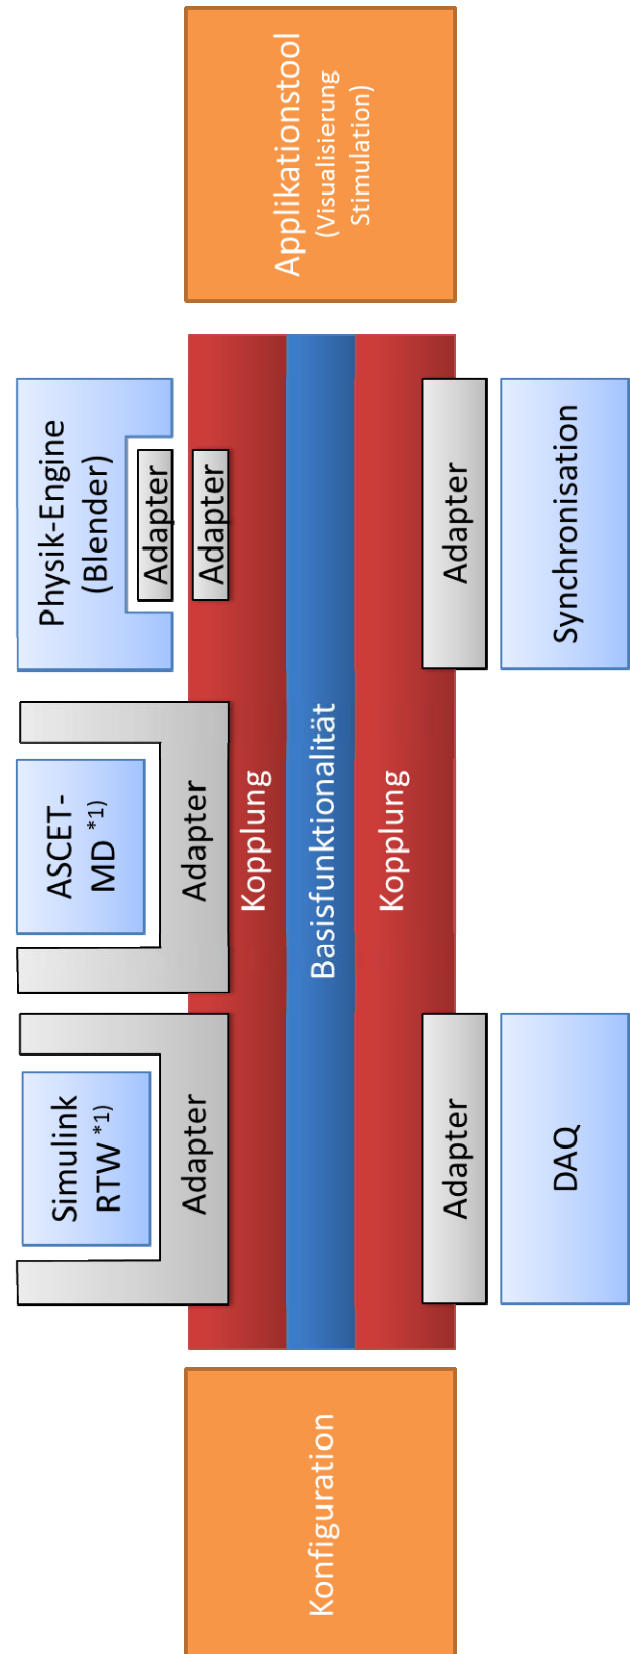 Simulink
RTW *1)
ASCET-
MD *1)
Physik-Engine
(Blender)
Adapter
Adapter
Adapter
Adapter
Konfiguration
Kopplung
Basisfunktionalität
Kopplung
Applikationstool
(Visualisierung
Stimulation)
Adapter
Adapter
DAQ
Synchronisation